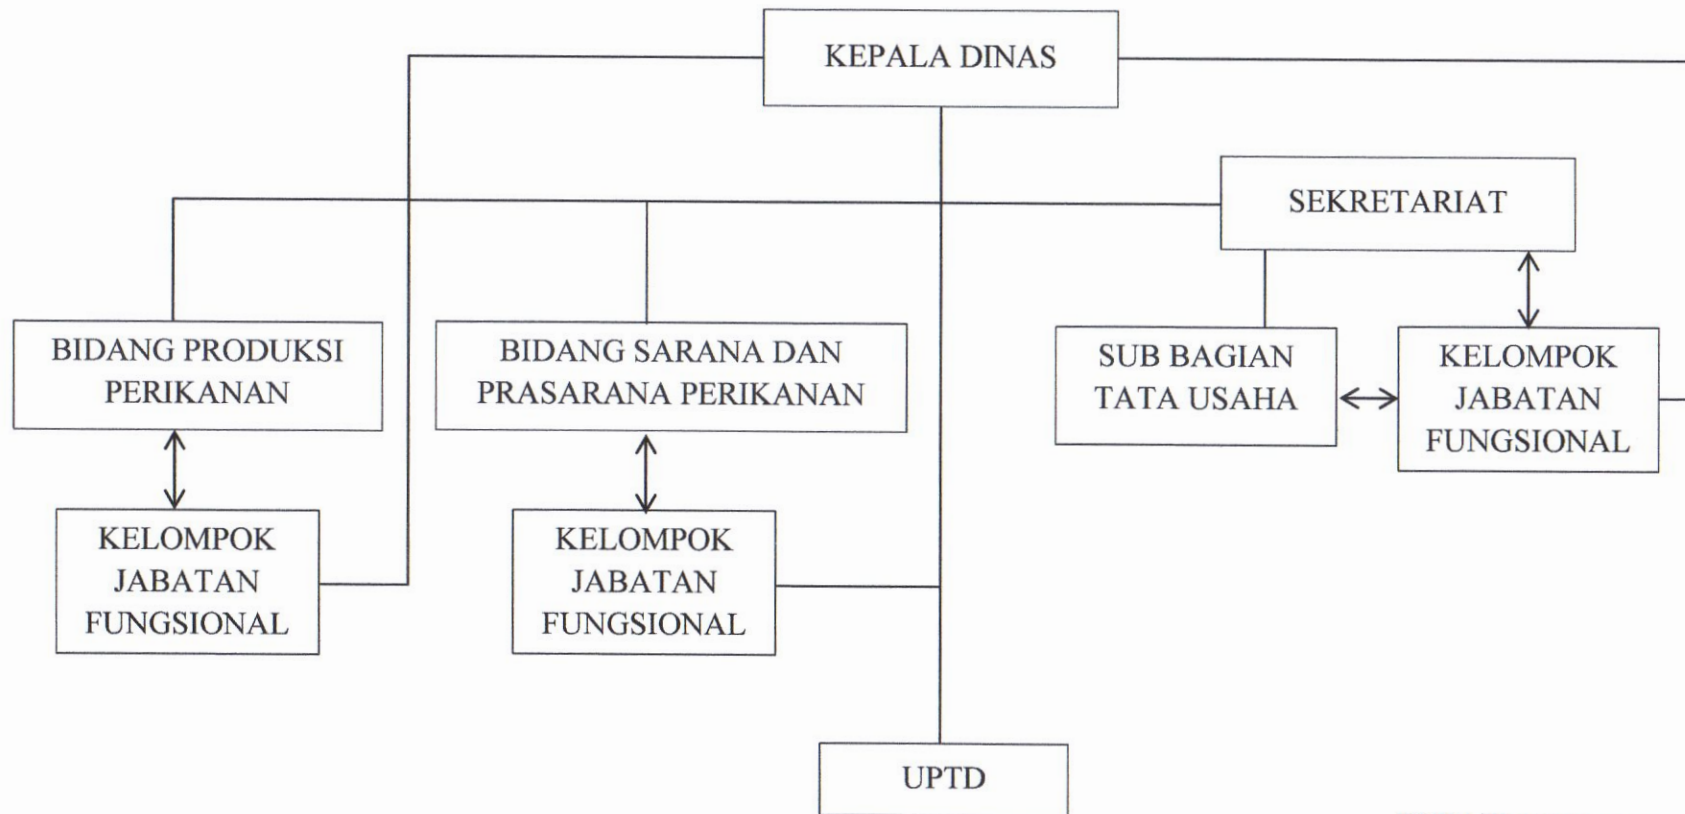 KEPALA DINAS
SEKRETARIAT
BIDANG PRODUKSI
PERIKANAN
BIDANG SARANA DAN
PRASARANA PERIKANAN
SUB BAGIAN
TATA USAHA
KELOMPOK
JABATAN
FUNGSIONAL
KELOMPOK
JABATAN
FUNGSIONAL
KELOMPOK
JABATAN
FUNGSIONAL
UPTD